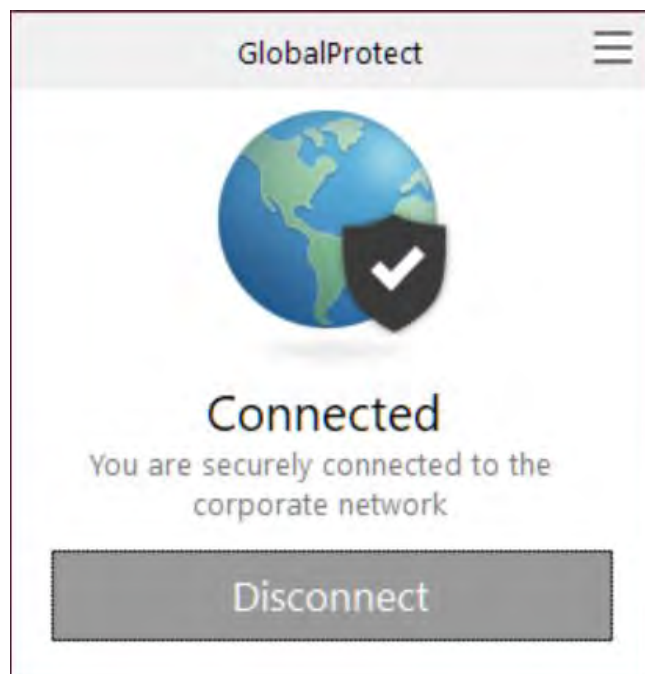 GlobalProtect
Connected
You are securely connected to the
corporate network
Disconnect